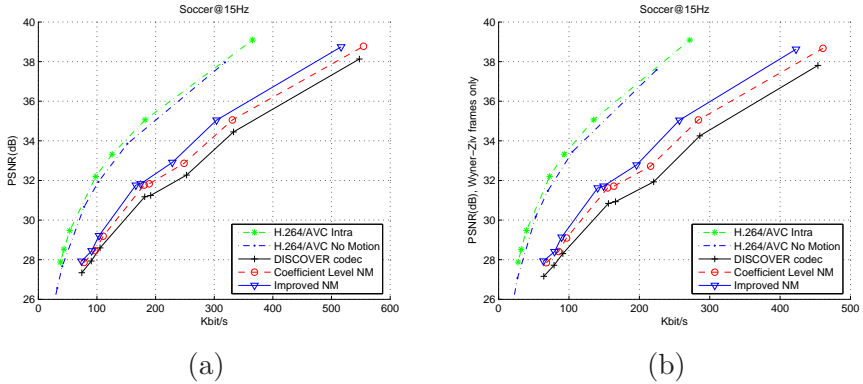 Soccer@15Hz
40
38
36
34
32
30
28
26
PSNR(dB)
H.264/AVC Intra
H.264/AVC No Motion
DISCOVER codec
Coefficient Level NM
Improved NM
0 100 200 300 400 500 600
Kbit/s
(a)
Soccer@15Hz
40
38
36
34
32
30
28
26
PSNR(dB), Wyner−Ziv frames only
H.264/AVC Intra
H.264/AVC No Motion
DISCOVER codec
Coefficient Level NM
Improved NM
0 100 200 300 400 500
Kbit/s
(b)